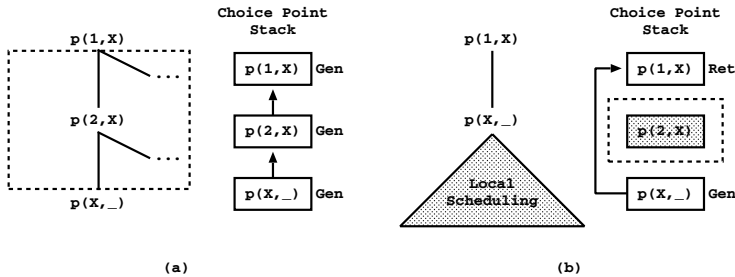 Choice Point
Stack
p(1,X)
...
p(2,X)
...
p(X,_)
p(1,X) Gen
p(2,X) Gen
p(X,_) Gen
(a)
Choice Point
Stack
p(1,X)
p(X,_)
Local
Scheduling
p(1,X) Ret
p(2,X)
p(X,_) Gen
(b)